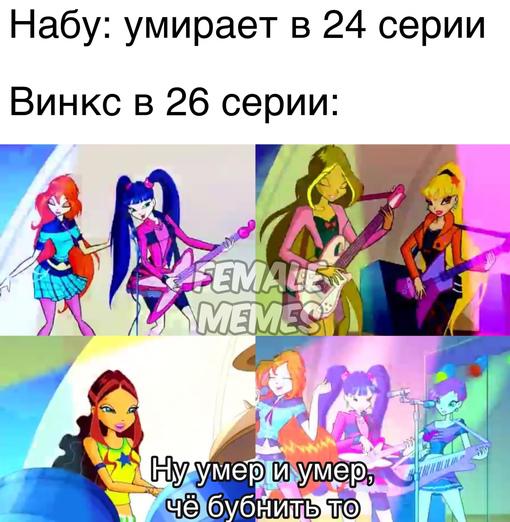 Набу: умирает в 24 серии
Винкс в 26 серии:
FEMALE
MEMES
Ну умер и умер,
чё бубнить то